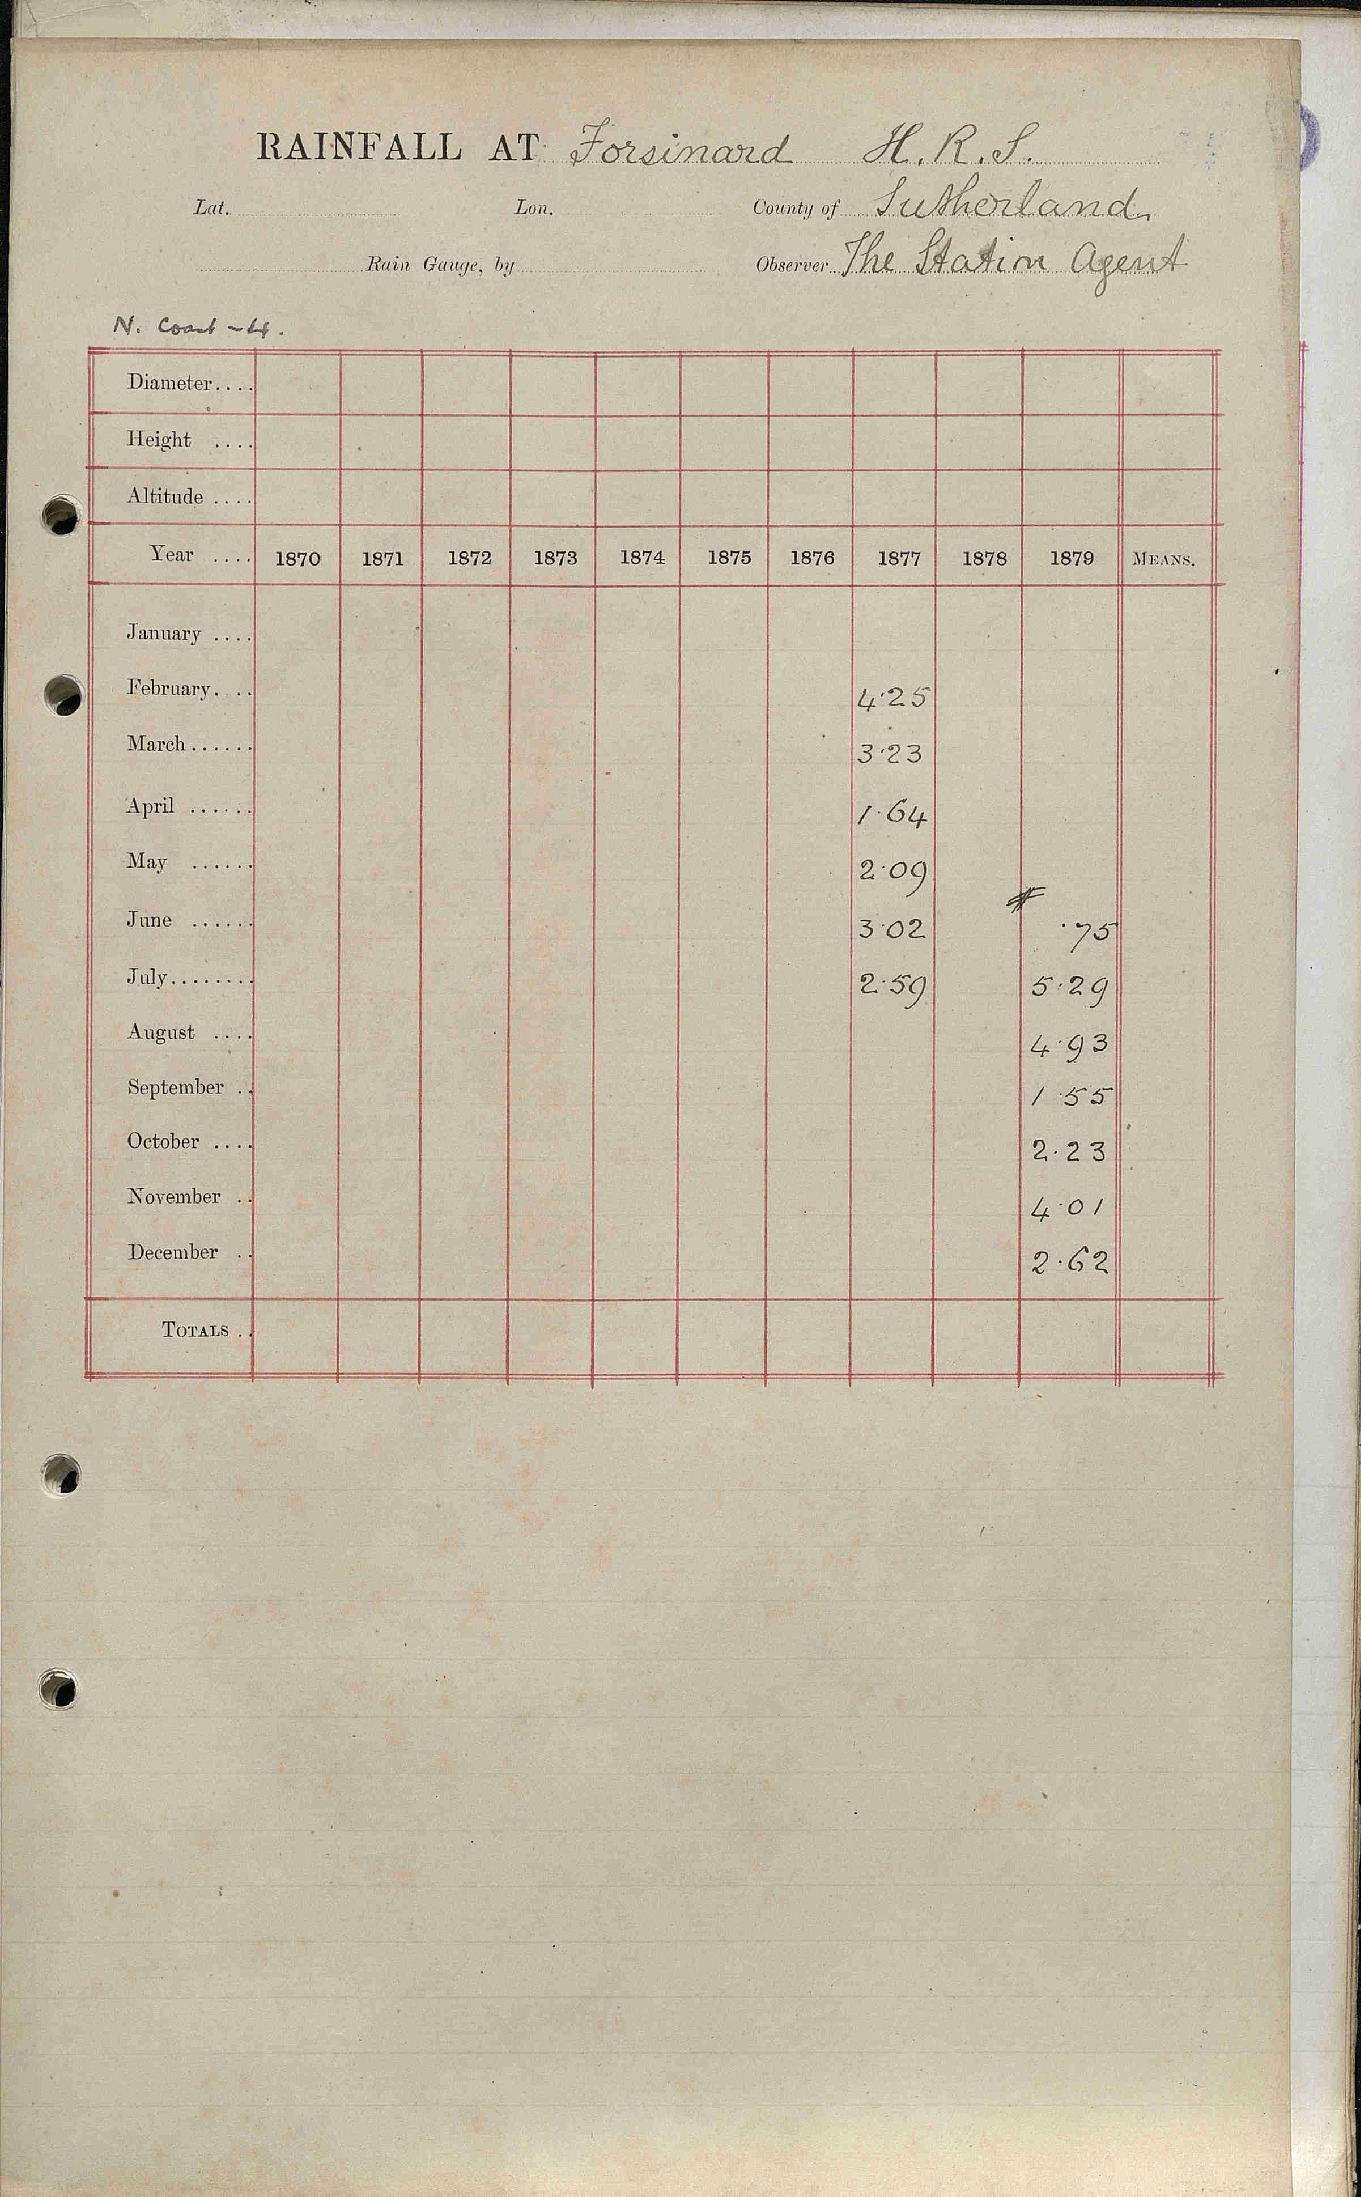 RAINFALL AT Forsinard H.R.S.
Lat. Lon. County of Sutherland.
Rain Gauge, by Observer The Station Agent
N. Coast - 4.
Diameter....
Height ....
Altitude ....
Year .... 1870 1871 1872 1873 1874 1875 1876 1877 1878 1879 MEANS.
January ....
February. .. 4.25
March...... 3.23
April ...... 1.64
May ...... 2.09
June ...... 3.02 .75
July........ 2.59 5.29
August .... 4.93
September .. 1.55
October .... 2.23
November .. 4.01
December .. 2.62
TOTALS ..